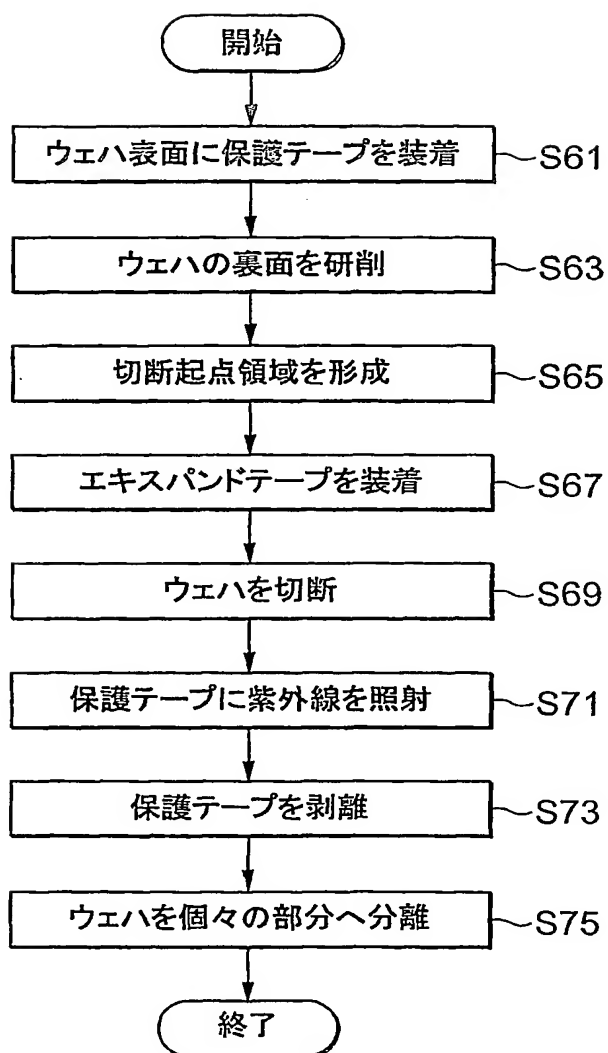 開始
ウェハ表面に保護テープを装着 S61
ウェハの裏面を研削 S63
切断起点領域を形成 S65
エキスパンドテープを装着 S67
ウェハを切断 S69
保護テープに紫外線を照射 S71
保護テープを剥離 S73
ウェハを個々の部分へ分離 S75
終了